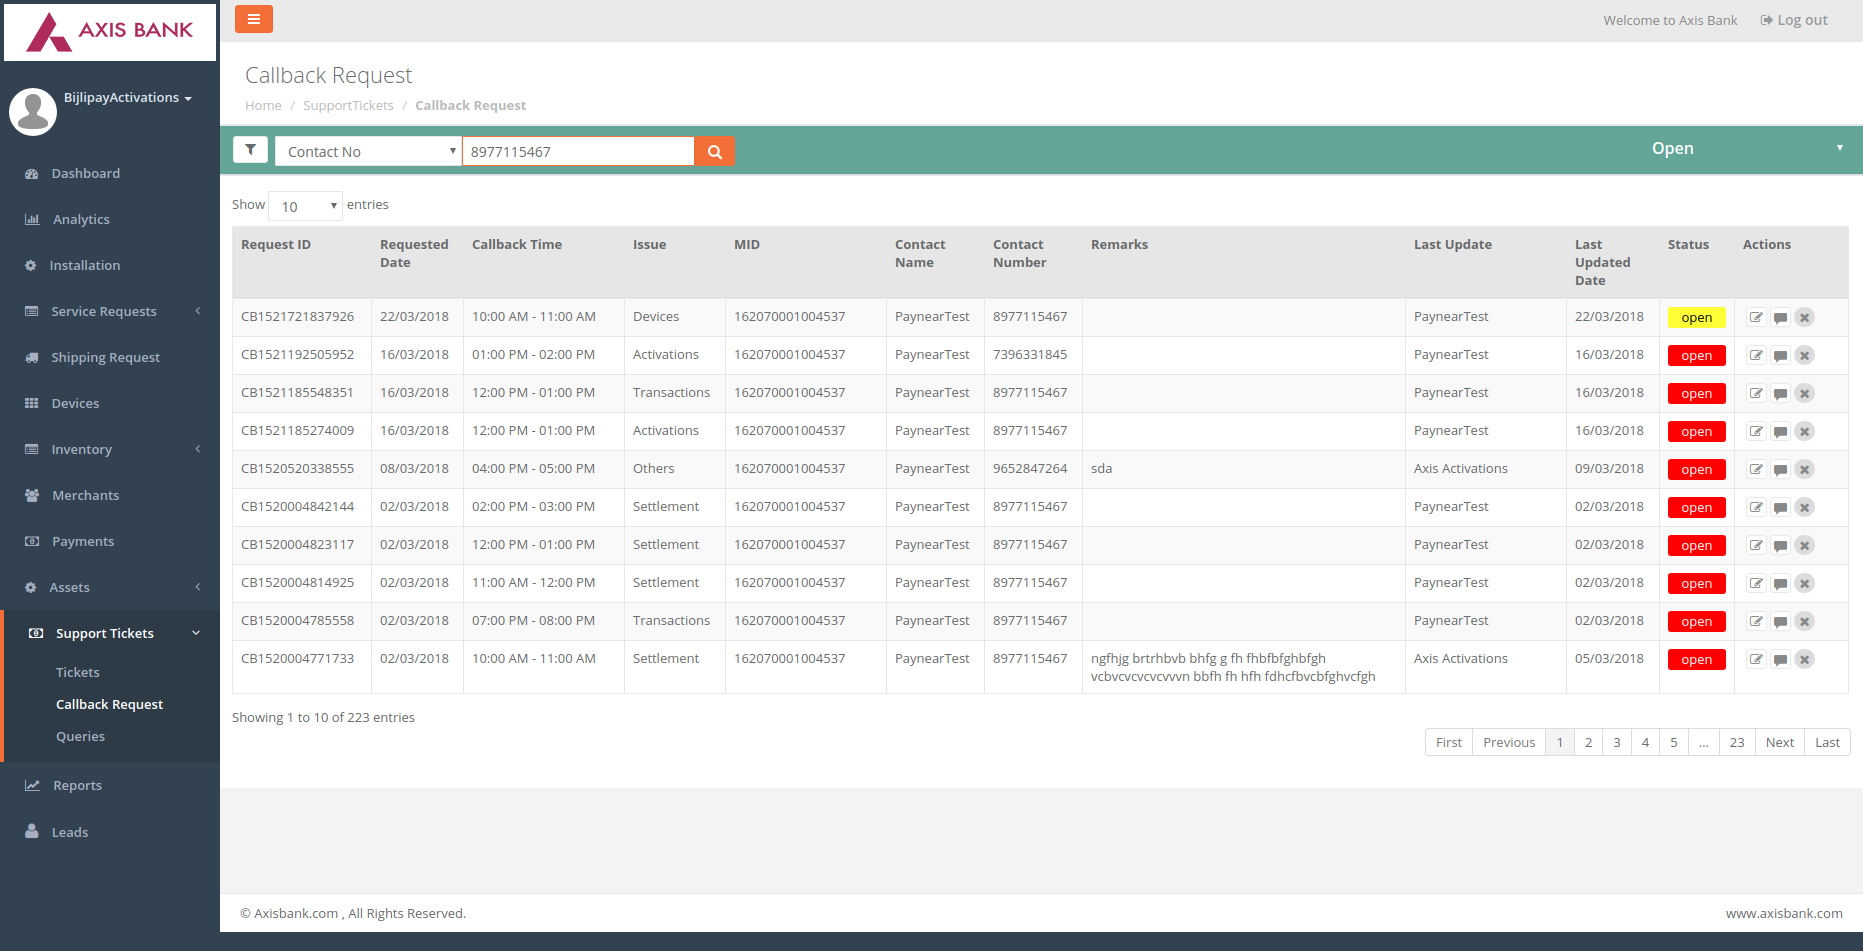 AXIS BANK
BijlipayActivations
Dashboard
Analytics
Installation
Service Requests
Shipping Request
Devices
Inventory
Merchants
Payments
Assets
Support Tickets
Tickets
Callback Request
Queries
Reports
Leads
Welcome to Axis Bank Log out
Callback Request
Home / SupportTickets / Callback Request
Contact No 8977115467 Open
Show 10 entries
Request ID Requested Date Callback Time Issue MID Contact Name Contact Number Remarks Last Update Last Updated Date Status Actions
CB1521721837926 22/03/2018 10:00 AM - 11:00 AM Devices 162070001004537 PaynearTest 8977115467 PaynearTest 22/03/2018 open
CB1521192505952 16/03/2018 01:00 PM - 02:00 PM Activations 162070001004537 PaynearTest 7396331845 PaynearTest 16/03/2018 open
CB1521185548351 16/03/2018 12:00 PM - 01:00 PM Transactions 162070001004537 PaynearTest 8977115467 PaynearTest 16/03/2018 open
CB1521185274009 16/03/2018 12:00 PM - 01:00 PM Activations 162070001004537 PaynearTest 8977115467 PaynearTest 16/03/2018 open
CB1520520338555 08/03/2018 04:00 PM - 05:00 PM Others 162070001004537 PaynearTest 9652847264 sda Axis Activations 09/03/2018 open
CB1520004842144 02/03/2018 02:00 PM - 03:00 PM Settlement 162070001004537 PaynearTest 8977115467 PaynearTest 02/03/2018 open
CB1520004823117 02/03/2018 12:00 PM - 01:00 PM Settlement 162070001004537 PaynearTest 8977115467 PaynearTest 02/03/2018 open
CB1520004814925 02/03/2018 11:00 AM - 12:00 PM Settlement 162070001004537 PaynearTest 8977115467 PaynearTest 02/03/2018 open
CB1520004785558 02/03/2018 07:00 PM - 08:00 PM Transactions 162070001004537 PaynearTest 8977115467 PaynearTest 02/03/2018 open
CB1520004771733 02/03/2018 10:00 AM - 11:00 AM Settlement 162070001004537 PaynearTest 8977115467 ngfhjg brtrhbvb bhfg g fh fhbfbfghbfgh Axis Activations 05/03/2018 open
vcbvcvcvcvcvvvn bbfh fh hfh fdhcfbvcbfghvcfgh
Showing 1 to 10 of 223 entries
First Previous 1 2 3 4 5 ... 23 Next Last
© Axisbank.com , All Rights Reserved. www.axisbank.com